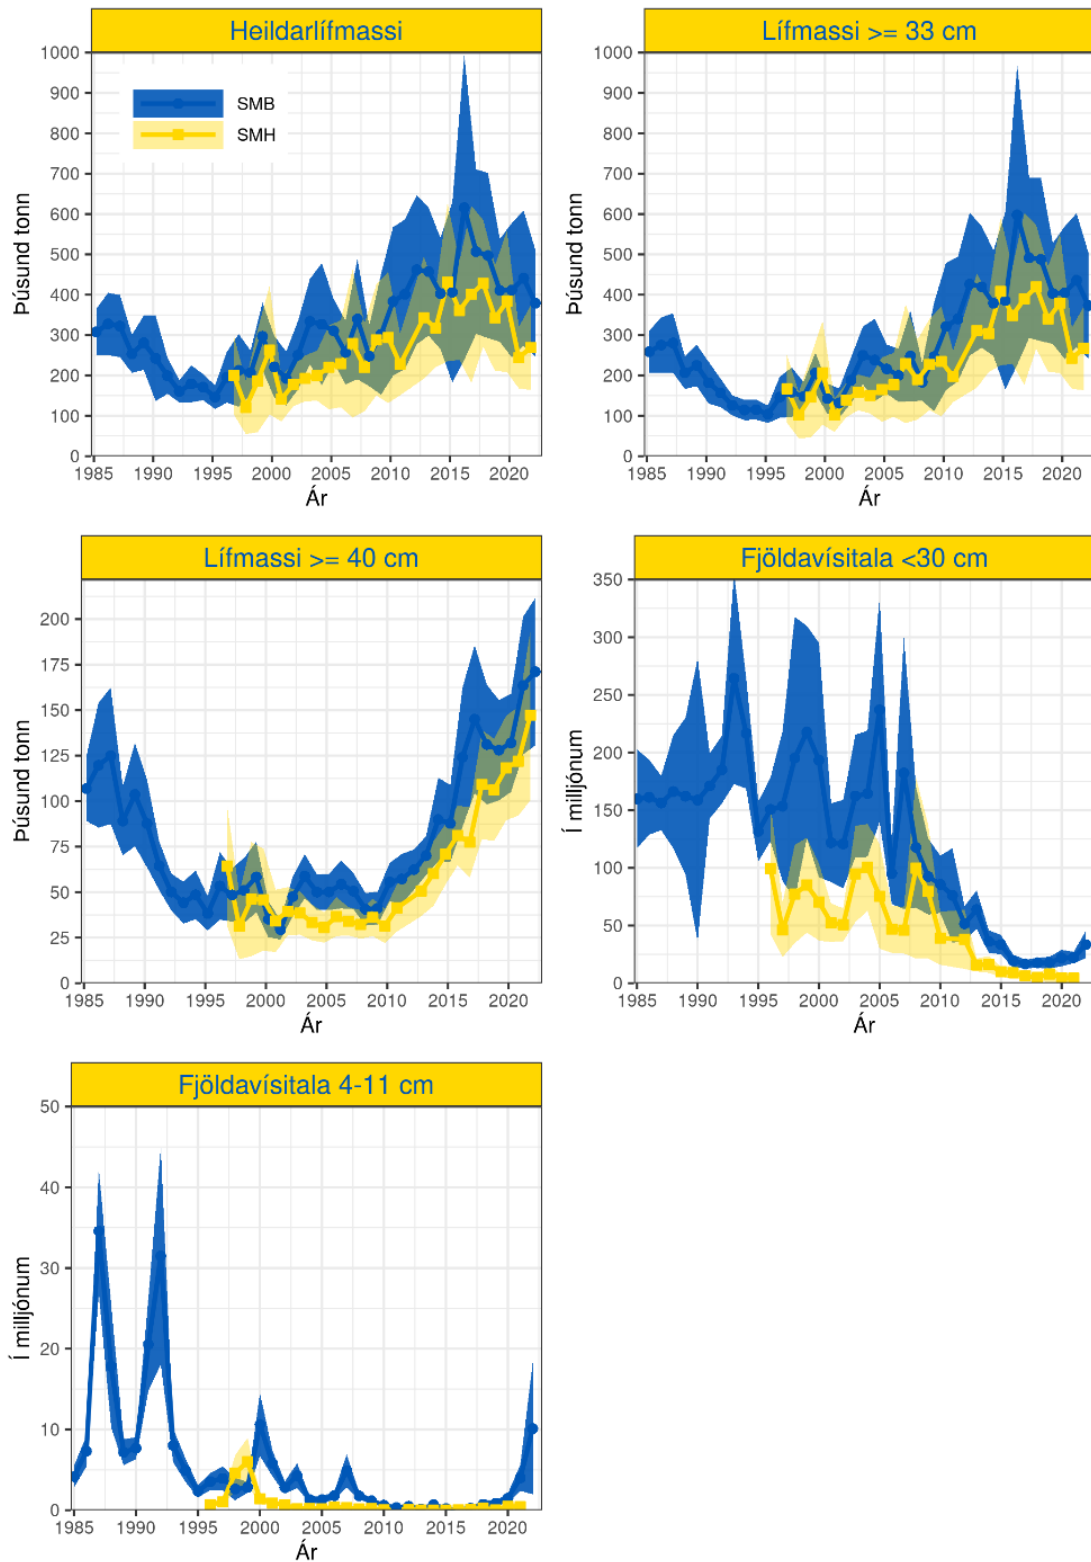 Heildarlífmassi
1000
900
800
700
600
500
400
300
200
100
0
Þúsund tonn
SMB
SMH
1985 1990 1995 2000 2005 2010 2015 2020
Ár
Lífmassi >= 33 cm
1000
900
800
700
600
500
400
300
200
100
0
Þúsund tonn
1985 1990 1995 2000 2005 2010 2015 2020
Ár
Lífmassi >= 40 cm
200
175
150
125
100
75
50
25
0
Þúsund tonn
1985 1990 1995 2000 2005 2010 2015 2020
Ár
Fjöldavísitala <30 cm
350
300
250
200
150
100
50
0
Í milljónum
1985 1990 1995 2000 2005 2010 2015 2020
Ár
Fjöldavísitala 4-11 cm
50
40
30
20
10
0
Í milljónum
1985 1990 1995 2000 2005 2010 2015 2020
Ár